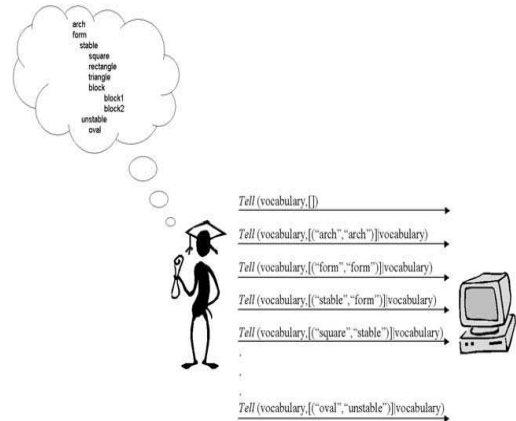 arch
form
stable
square
rectangle
triangle
block
block1
block2
unstable
oval
Tell (vocabulary,[])
Tell (vocabulary,[("arch","arch")]|vocabulary)
Tell (vocabulary,[("form","form")]|vocabulary)
Tell (vocabulary,[("stable","form")]|vocabulary)
Tell (vocabulary,[("square","stable")]|vocabulary)
.
.
.
Tell (vocabulary,[("oval","unstable")]|vocabulary)